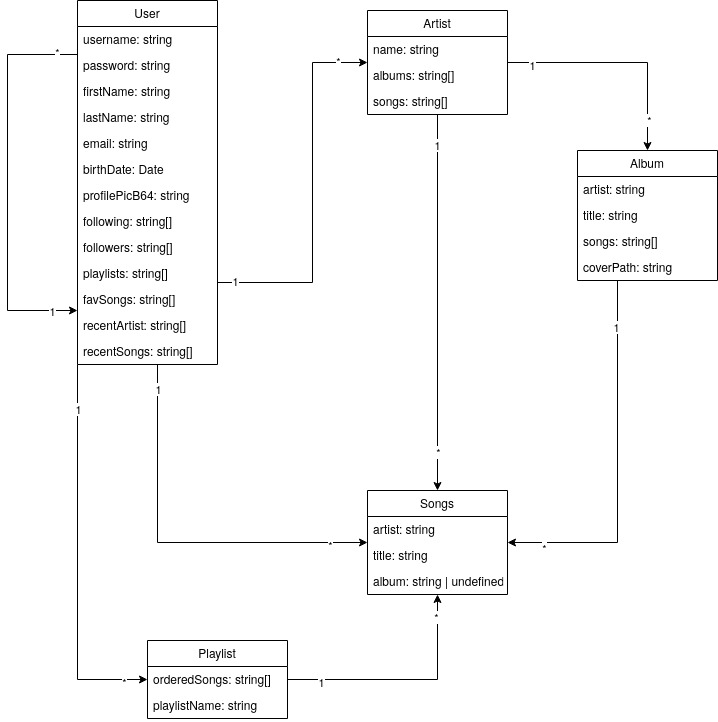 User
username: string
password: string
firstName: string
lastName: string
email: string
birthDate: Date
profilePicB64: string
following: string[]
followers: string[]
playlists: string[]
favSongs: string[]
recentArtist: string[]
recentSongs: string[]
*
1
1
*
1
*
1
*
Artist
name: string
albums: string[]
songs: string[]
1
*
1
*
Album
artist: string
title: string
songs: string[]
coverPath: string
1
*
Songs
artist: string
title: string
album: string | undefined
Playlist
orderedSongs: string[]
playlistName: string
1
*